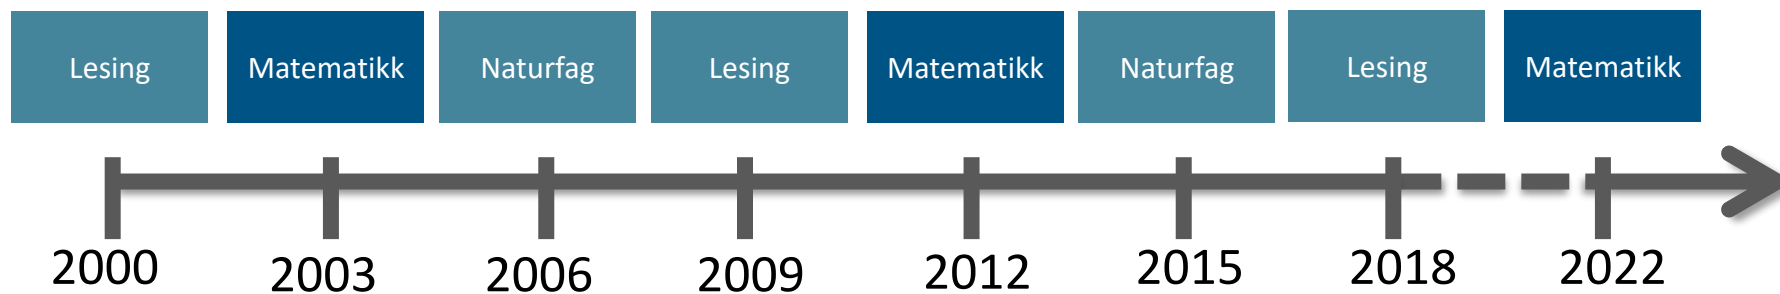 Lesing Matematikk Naturfag Lesing Matematikk Naturfag Lesing Matematikk
2000 2003 2006 2009 2012 2015 2018 2022